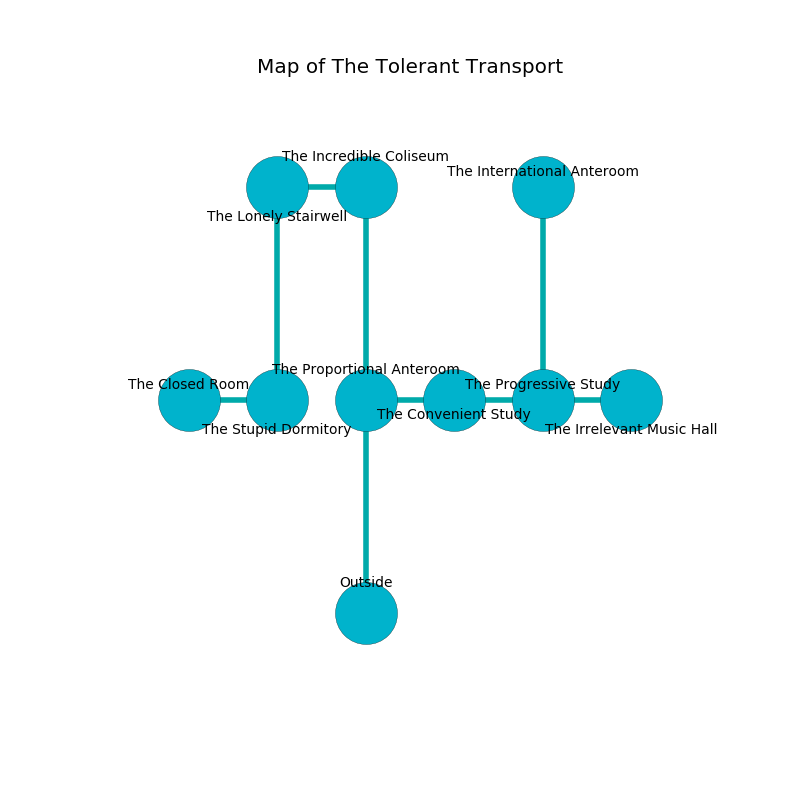 Map of The Tolerant Transport
The Incredible Coliseum
The International Anteroom
The Lonely Stairwell
The Proportional Anteroom
The Closed Room
The Progressive Study
The Convenient Study
The Stupid Dormitory
The Irrelevant Music Hall
Outside